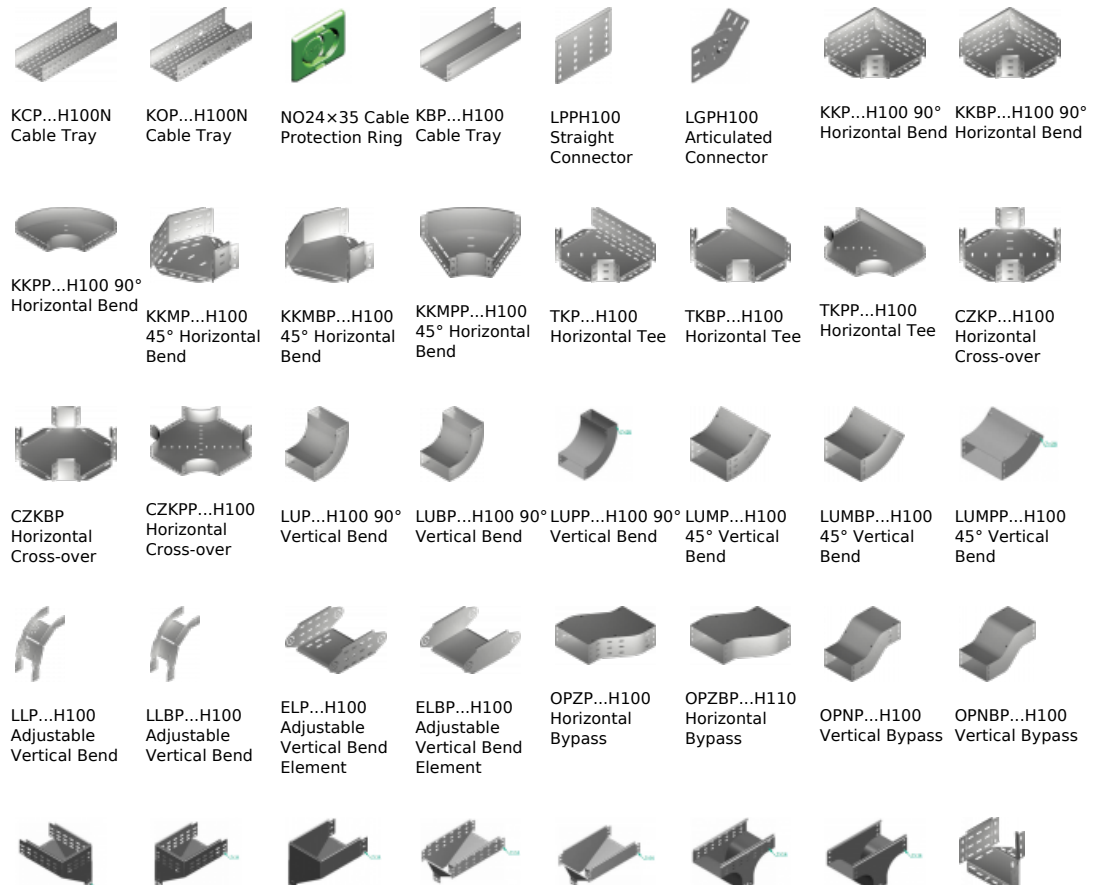 KCP...H100N
Cable Tray
KOP...H100N
Cable Tray
NO24×35 Cable
Protection Ring
KBP...H100
Cable Tray
LPPH100
Straight
Connector
LGPH100
Articulated
Connector
KKP...H100 90°
Horizontal Bend
KKBP...H100 90°
Horizontal Bend
KKPP...H100 90°
Horizontal Bend
KKMP...H100
45° Horizontal
Bend
KKMBP...H100
45° Horizontal
Bend
KKMPP...H100
45° Horizontal
Bend
TKP...H100
Horizontal Tee
TKBP...H100
Horizontal Tee
TKPP...H100
Horizontal Tee
CZKP...H100
Horizontal
Cross-over
CZKBP
Horizontal
Cross-over
CZKPP...H100
Horizontal
Cross-over
LUP...H100 90°
Vertical Bend
LUBP...H100 90°
Vertical Bend
LUPP...H100 90°
Vertical Bend
LUMP...H100
45° Vertical
Bend
LUMBP...H100
45° Vertical
Bend
LUMPP...H100
45° Vertical
Bend
LLP...H100
Adjustable
Vertical Bend
LLBP...H100
Adjustable
Vertical Bend
ELP...H100
Adjustable
Vertical Bend
Element
ELBP...H100
Adjustable
Vertical Bend
Element
OPZP...H100
Horizontal
Bypass
OPZBP...H110
Horizontal
Bypass
OPNP...H100
Vertical Bypass
OPNBP...H100
Vertical Bypass